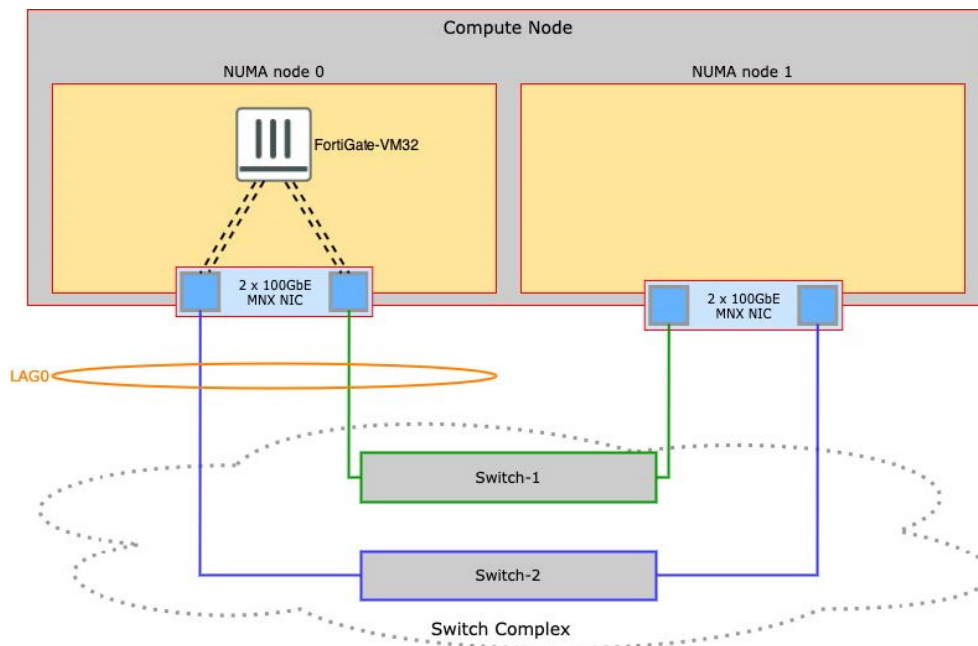 Compute Node
NUMA node 0
NUMA node 1
FortiGate-VM32
2 x 100GbE
MNX NIC
2 x 100GbE
MNX NIC
LAG0
Switch-1
Switch-2
Switch Complex